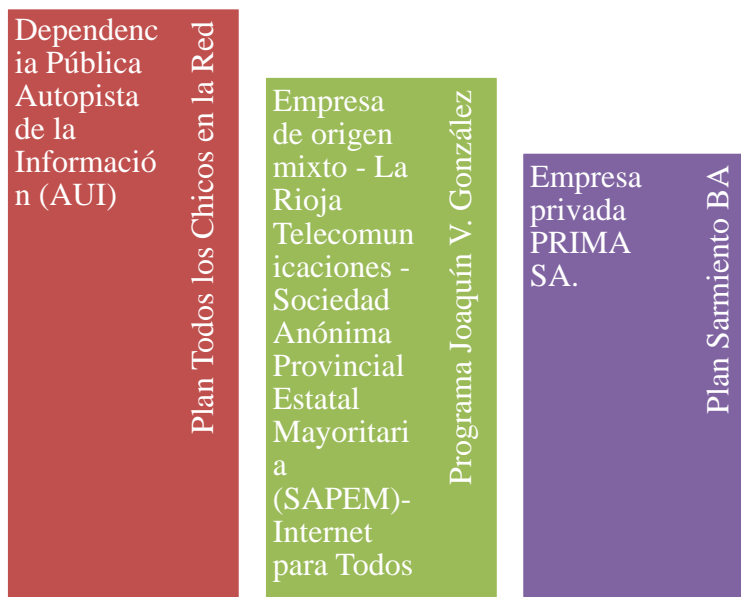 Dependenc
ia Pública
Autopista
de la
Informació
n (AUI)
Plan Todos los Chicos en la Red
Empresa
de origen
mixto - La
Rioja
Telecomun
icaciones -
Sociedad
Anónima
Provincial
Estatal
Mayoritari
a
(SAPEM)-
Internet
para Todos
Programa Joaquín V. González
Empresa
privada
PRIMA
SA.
Plan Sarmiento BA